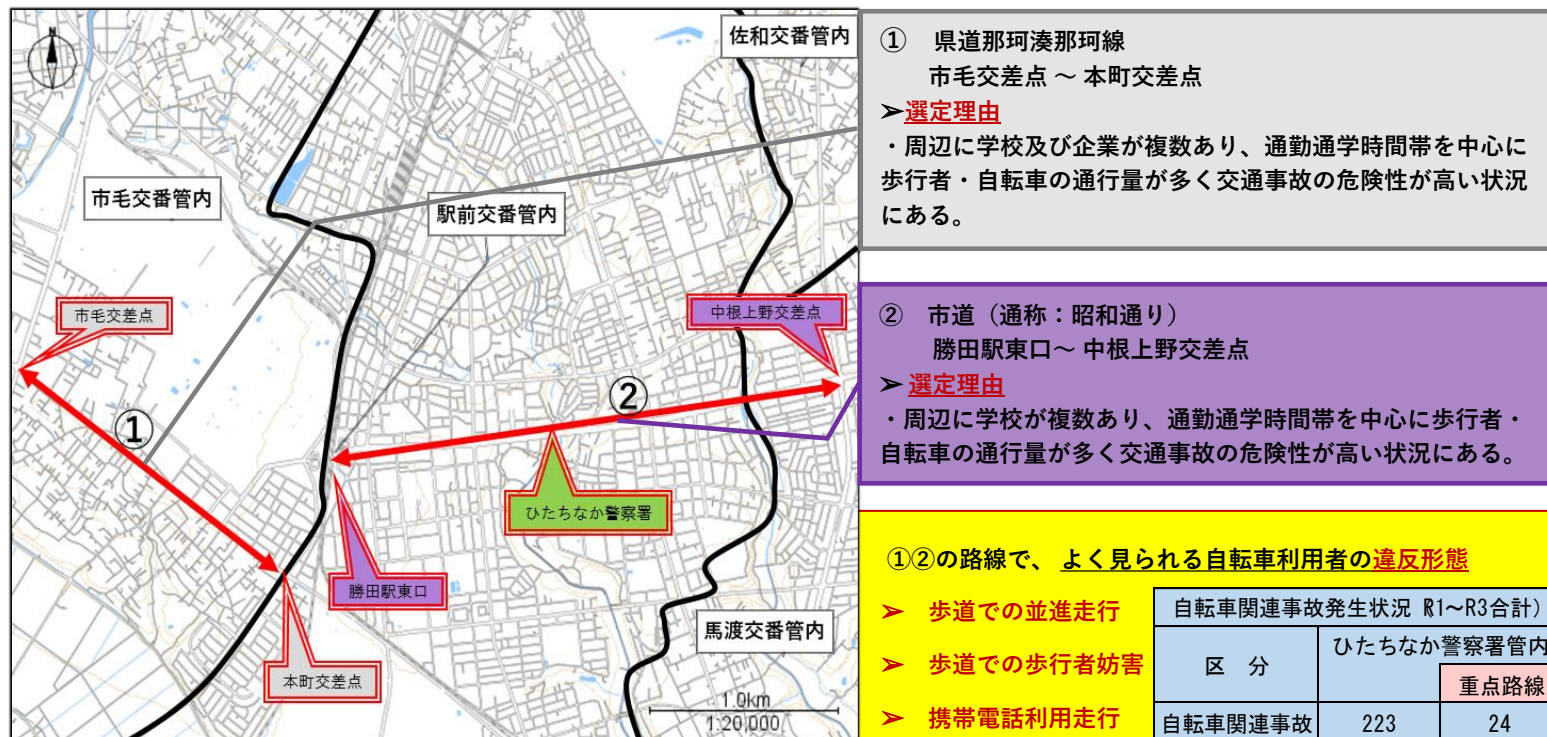 佐和交番管内
市毛交番管内
駅前交番管内
市毛交差点
中根上野交差点
①
②
ひたちなか警察署
勝田駅東口
馬渡交番管内
本町交差点
1.0km
1:20,000
① 県道那珂湊那珂線
市毛交差点 ～ 本町交差点
➢選定理由
・周辺に学校及び企業が複数あり、通勤通学時間帯を中心に
歩行者・自転車の通行量が多く交通事故の危険性が高い状況
にある。
② 市道（通称：昭和通り）
勝田駅東口～ 中根上野交差点
➢ 選定理由
・周辺に学校が複数あり、通勤通学時間帯を中心に歩行者・
自転車の通行量が多く交通事故の危険性が高い状況にある。
①②の路線で、 よく見られる自転車利用者の違反形態
➢ 歩道での並進走行
➢ 歩道での歩行者妨害
➢ 携帯電話利用走行
自転車関連事故発生状況 R1～R3合計）
区 分
ひたちなか警察署管内
重点路線
自転車関連事故 223 24